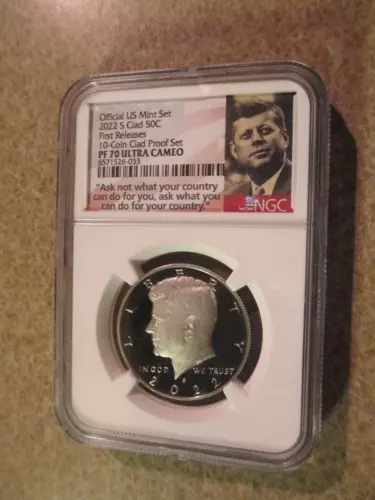 Official US Mint Set
2022 S Clad 50C
First Releases
10-Coin Clad Proof Set
PF 70 ULTRA CAMEO
6571526-033
"Ask not what your country
can do for you, ask what you
can do for your country."
NGC
LIBERTY
IN GOD WE TRUST
S
2022